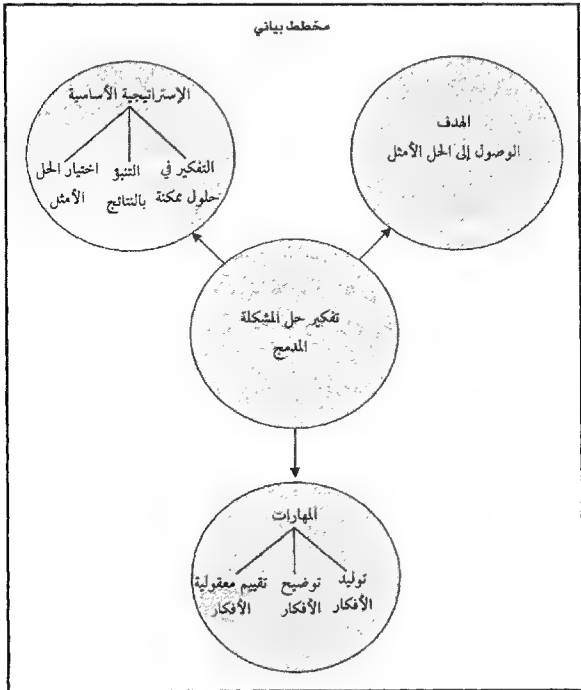 مخطط بياني
الهدف
الوصول إلى الحل الأمثل
الإستراتيجية الأساسية
التفكير في
حلول ممكنة
التنبؤ
بالنتائج
اختيار الحل
الأمثل
تفكير حل المشكلة
المدمج
المهارات
توليد
الأفكار
توضيح
الأفكار
تقييم معقولية
الأفكار